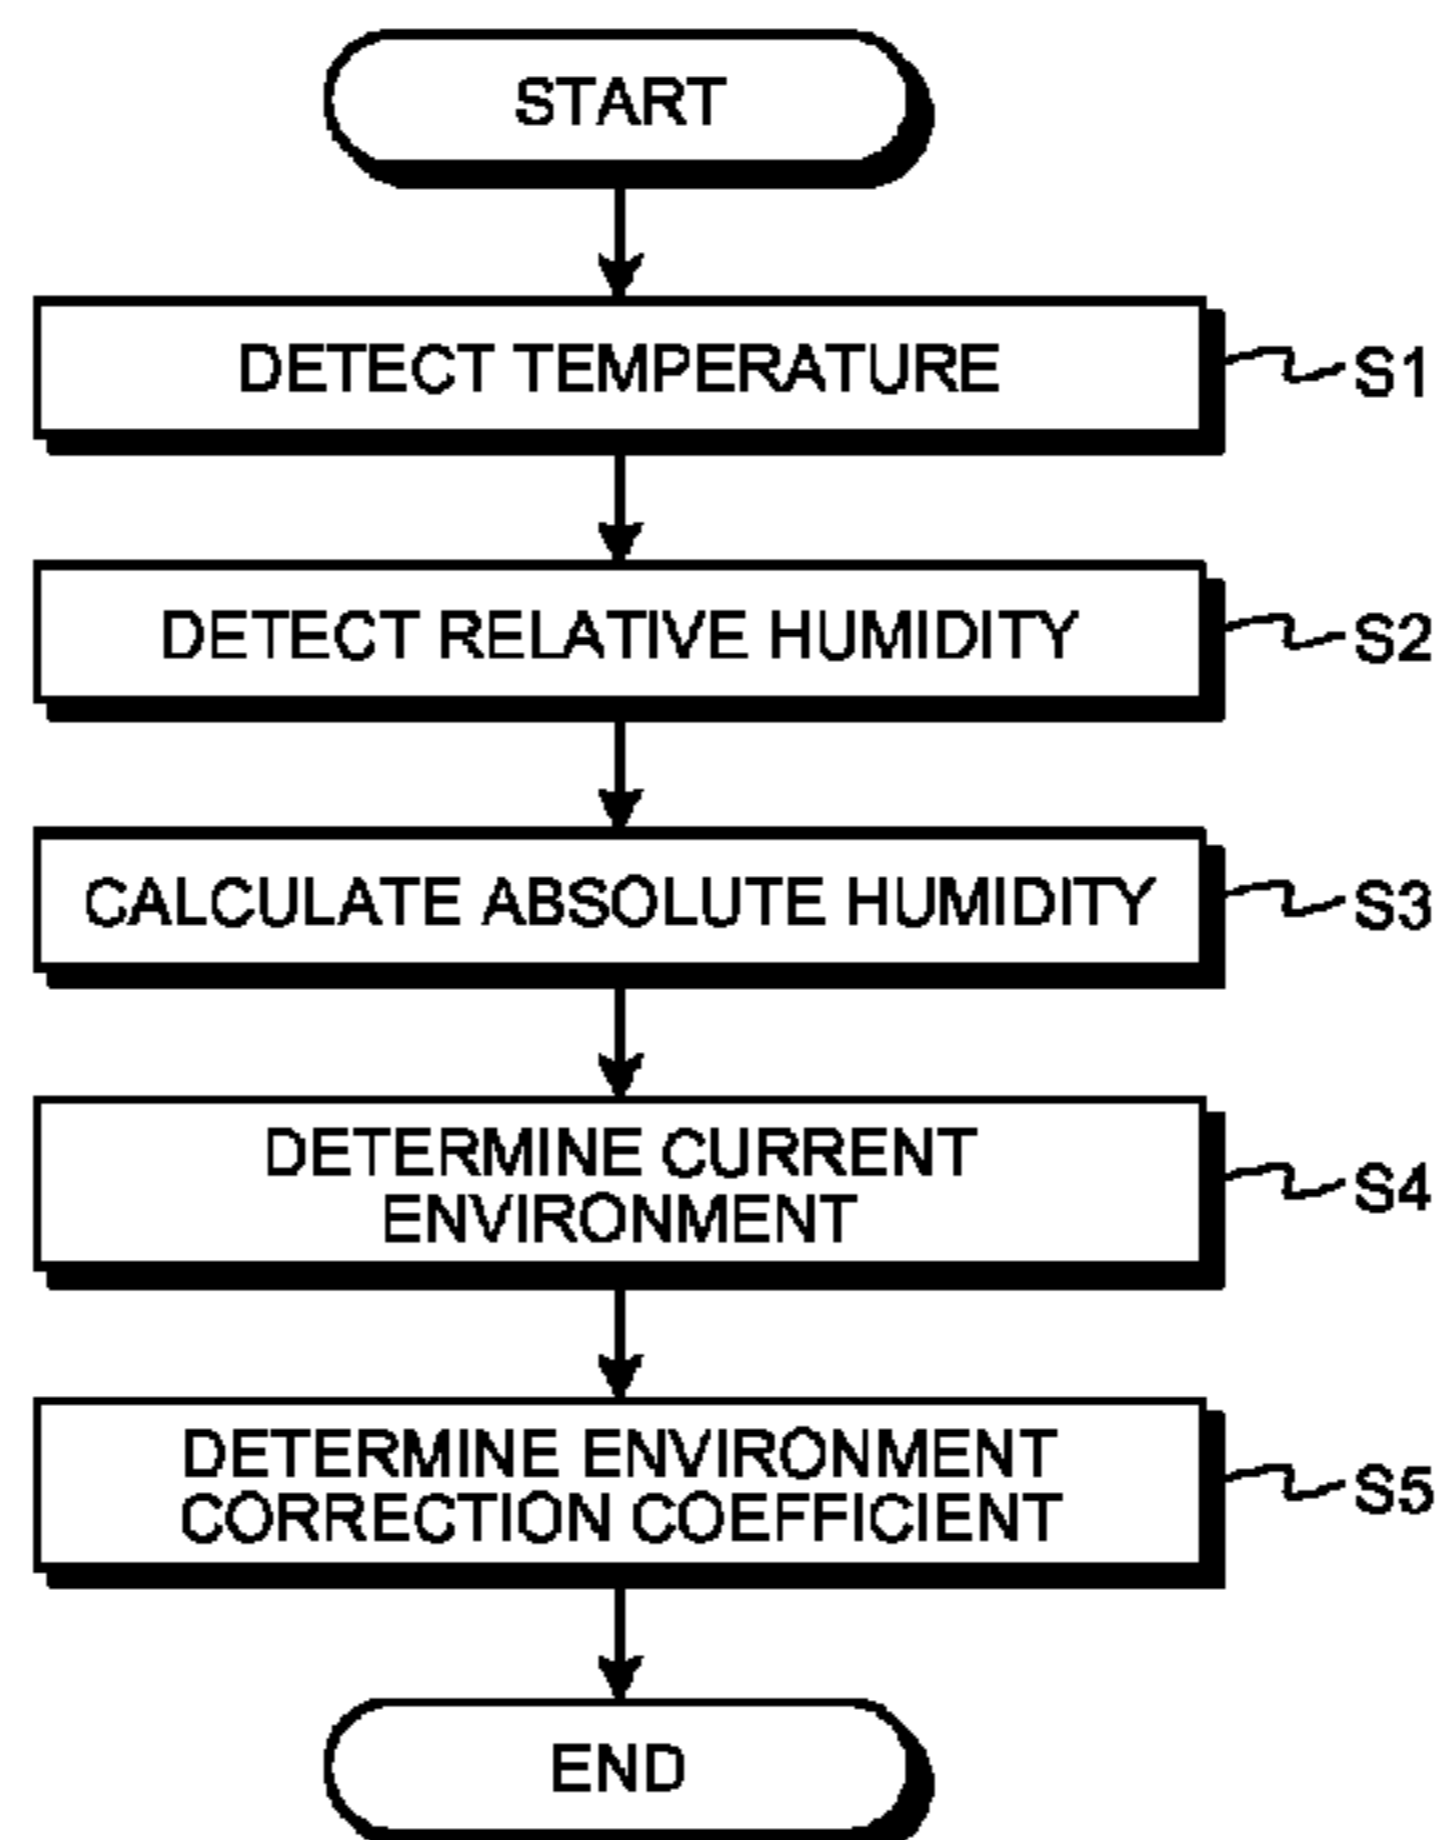 START
DETECT TEMPERATURE
S1
DETECT RELATIVE HUMIDITY
S2
CALCULATE ABSOLUTE HUMIDITY
S3
DETERMINE CURRENT
ENVIRONMENT
S4
DETERMINE ENVIRONMENT
CORRECTION COEFFICIENT
S5
END